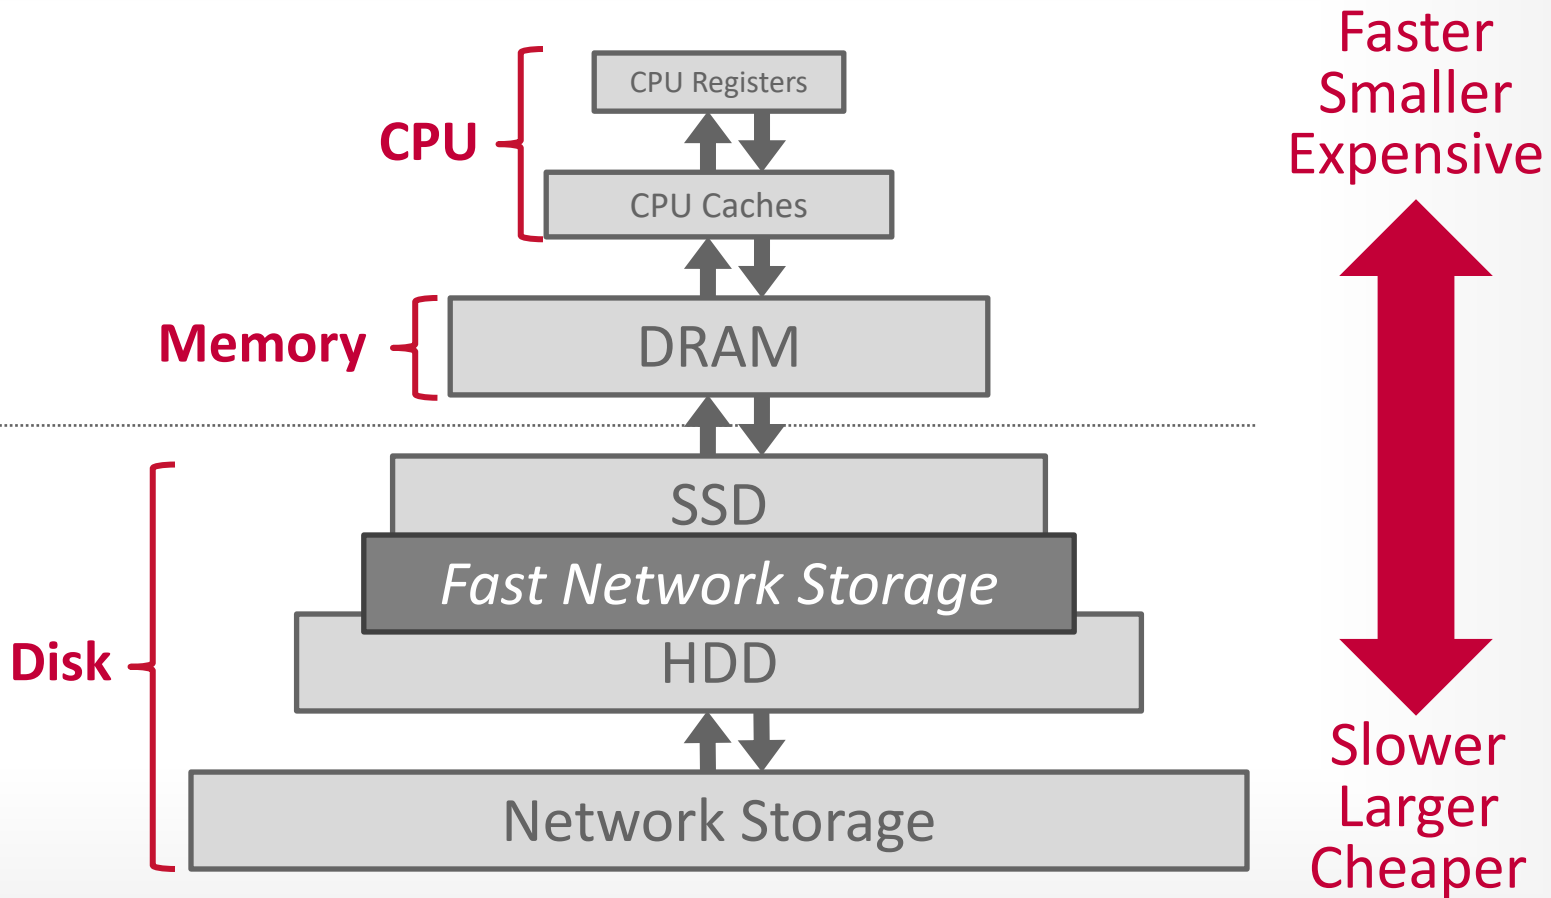 Faster
Smaller
Expensive
CPU Registers
CPU
CPU Caches
Memory
DRAM
SSD
Fast Network Storage
Disk
HDD
Network Storage
Slower
Larger
Cheaper